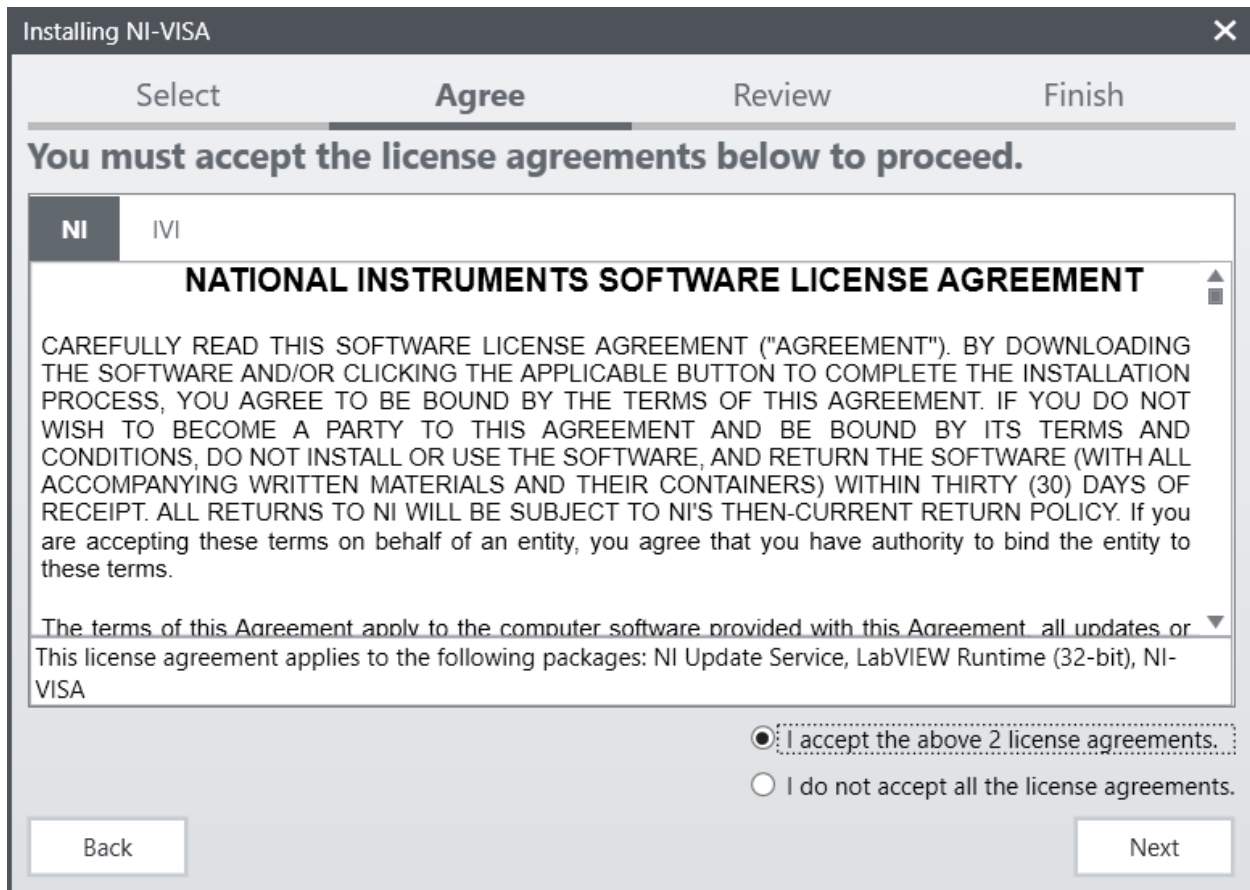 Installing NI-VISA
Select Agree Review Finish
You must accept the license agreements below to proceed.
NI IVI
NATIONAL INSTRUMENTS SOFTWARE LICENSE AGREEMENT
CAREFULLY READ THIS SOFTWARE LICENSE AGREEMENT ("AGREEMENT"). BY DOWNLOADING
THE SOFTWARE AND/OR CLICKING THE APPLICABLE BUTTON TO COMPLETE THE INSTALLATION
PROCESS, YOU AGREE TO BE BOUND BY THE TERMS OF THIS AGREEMENT. IF YOU DO NOT
WISH TO BECOME A PARTY TO THIS AGREEMENT AND BE BOUND BY ITS TERMS AND
CONDITIONS, DO NOT INSTALL OR USE THE SOFTWARE, AND RETURN THE SOFTWARE (WITH ALL
ACCOMPANYING WRITTEN MATERIALS AND THEIR CONTAINERS) WITHIN THIRTY (30) DAYS OF
RECEIPT. ALL RETURNS TO NI WILL BE SUBJECT TO NI'S THEN-CURRENT RETURN POLICY. If you
are accepting these terms on behalf of an entity, you agree that you have authority to bind the entity to
these terms.
The terms of this Agreement apply to the computer software provided with this Agreement, all updates or
This license agreement applies to the following packages: NI Update Service, LabVIEW Runtime (32-bit), NI-
VISA
I accept the above 2 license agreements.
I do not accept all the license agreements.
Back Next